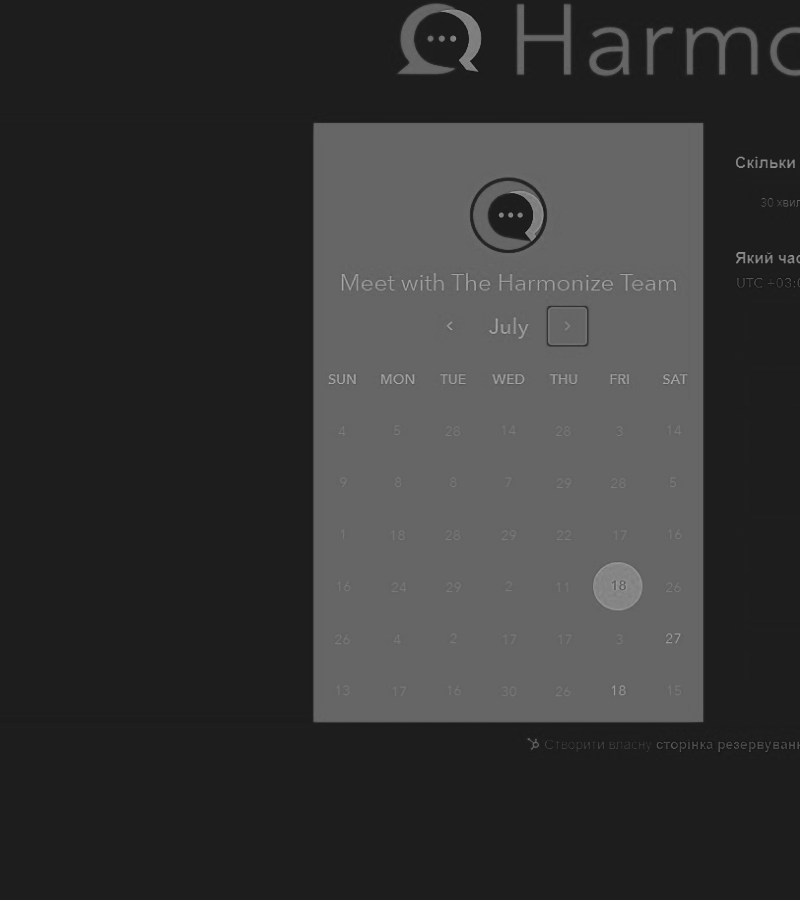 Harmo
Скільки
30 хвил
Meet with The Harmonize Team
Який час
UTC +03:0
July
SUN MON TUE WED THU FRI SAT
4 5 28 14 28 3 14
9 8 8 7 29 28 5
1 18 28 29 22 17 16
16 24 29 2 11 18 26
26 4 2 17 17 3 27
13 17 16 30 26 18 15
Створити власну сторінка резервуванн